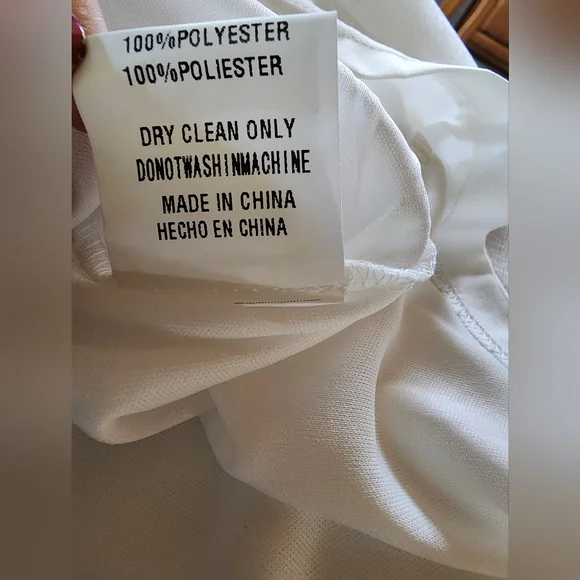 100%POLYESTER
100%POLIESTER
DRY CLEAN ONLY
DONOTWASHINMACHINE
MADE IN CHINA
HECHO EN CHINA